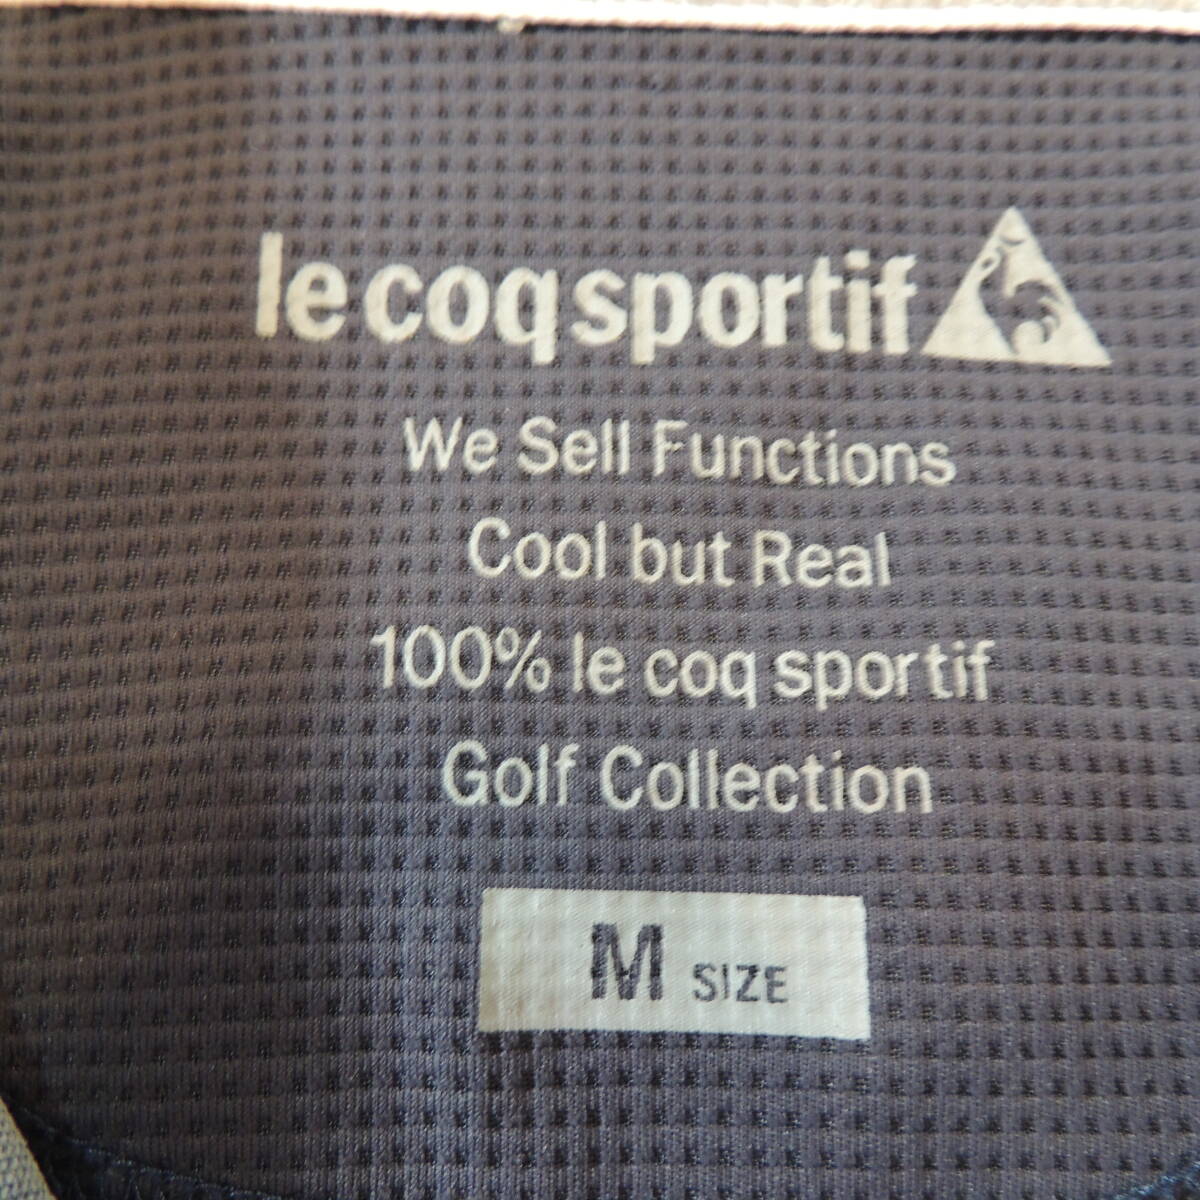 le coq sportif
We Sell Functions
Cool but Real
100% le coq sportif
Golf Collection
M SIZE